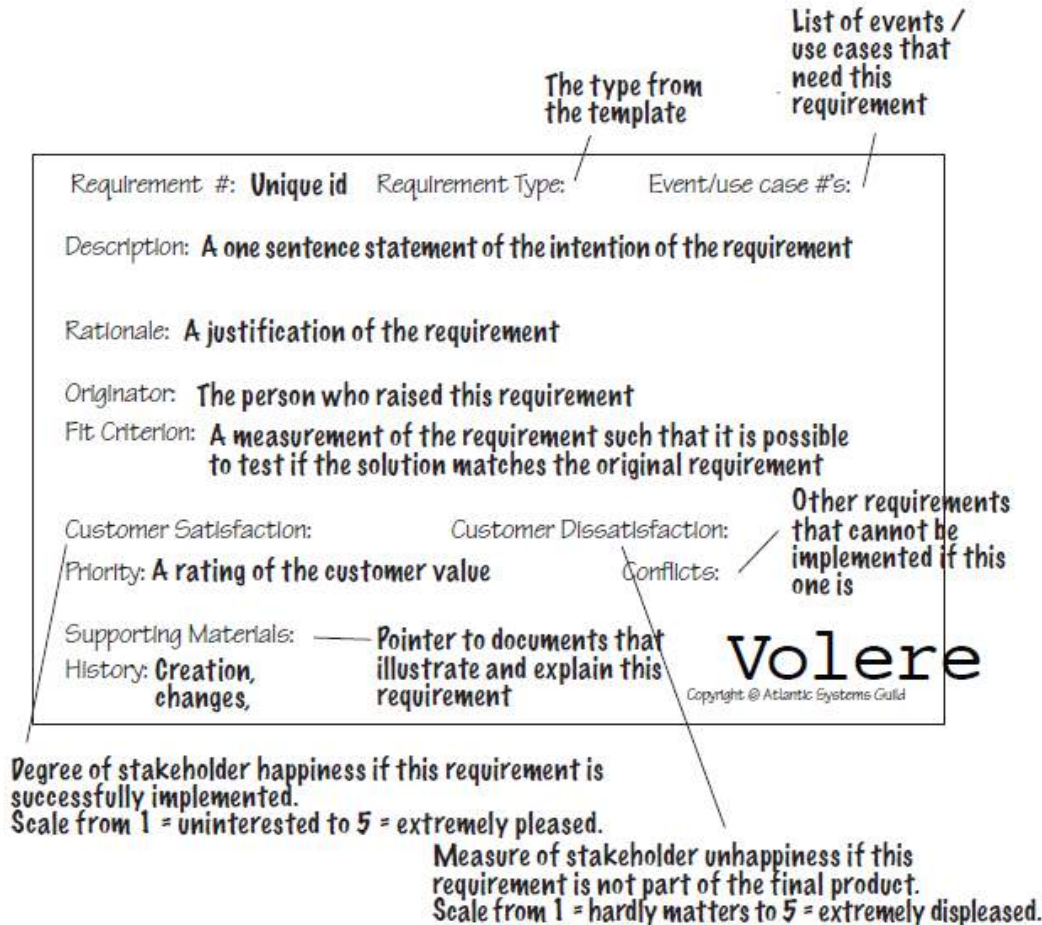 List of events /
use cases that
need this
requirement
The type from
the template
Requirement #: Unique id Requirement Type: Event/use case #'s:
Description: A one sentence statement of the intention of the requirement
Rationale: A justification of the requirement
Originator: The person who raised this requirement
Fit Criterion: A measurement of the requirement such that it is possible
to test if the solution matches the original requirement
Other requirements
that cannot be
implemented if this
one is
Customer Satisfaction: Customer Dissatisfaction:
Priority: A rating of the customer value Conflicts:
Supporting Materials: Pointer to documents that
illustrate and explain this
requirement
History: Creation,
changes,
Volere
Copyright © Atlantic Systems Guild
Degree of stakeholder happiness if this requirement is
successfully implemented.
Scale from 1 = uninterested to 5 = extremely pleased.
Measure of stakeholder unhappiness if this
requirement is not part of the final product.
Scale from 1 = hardly matters to 5 = extremely displeased.